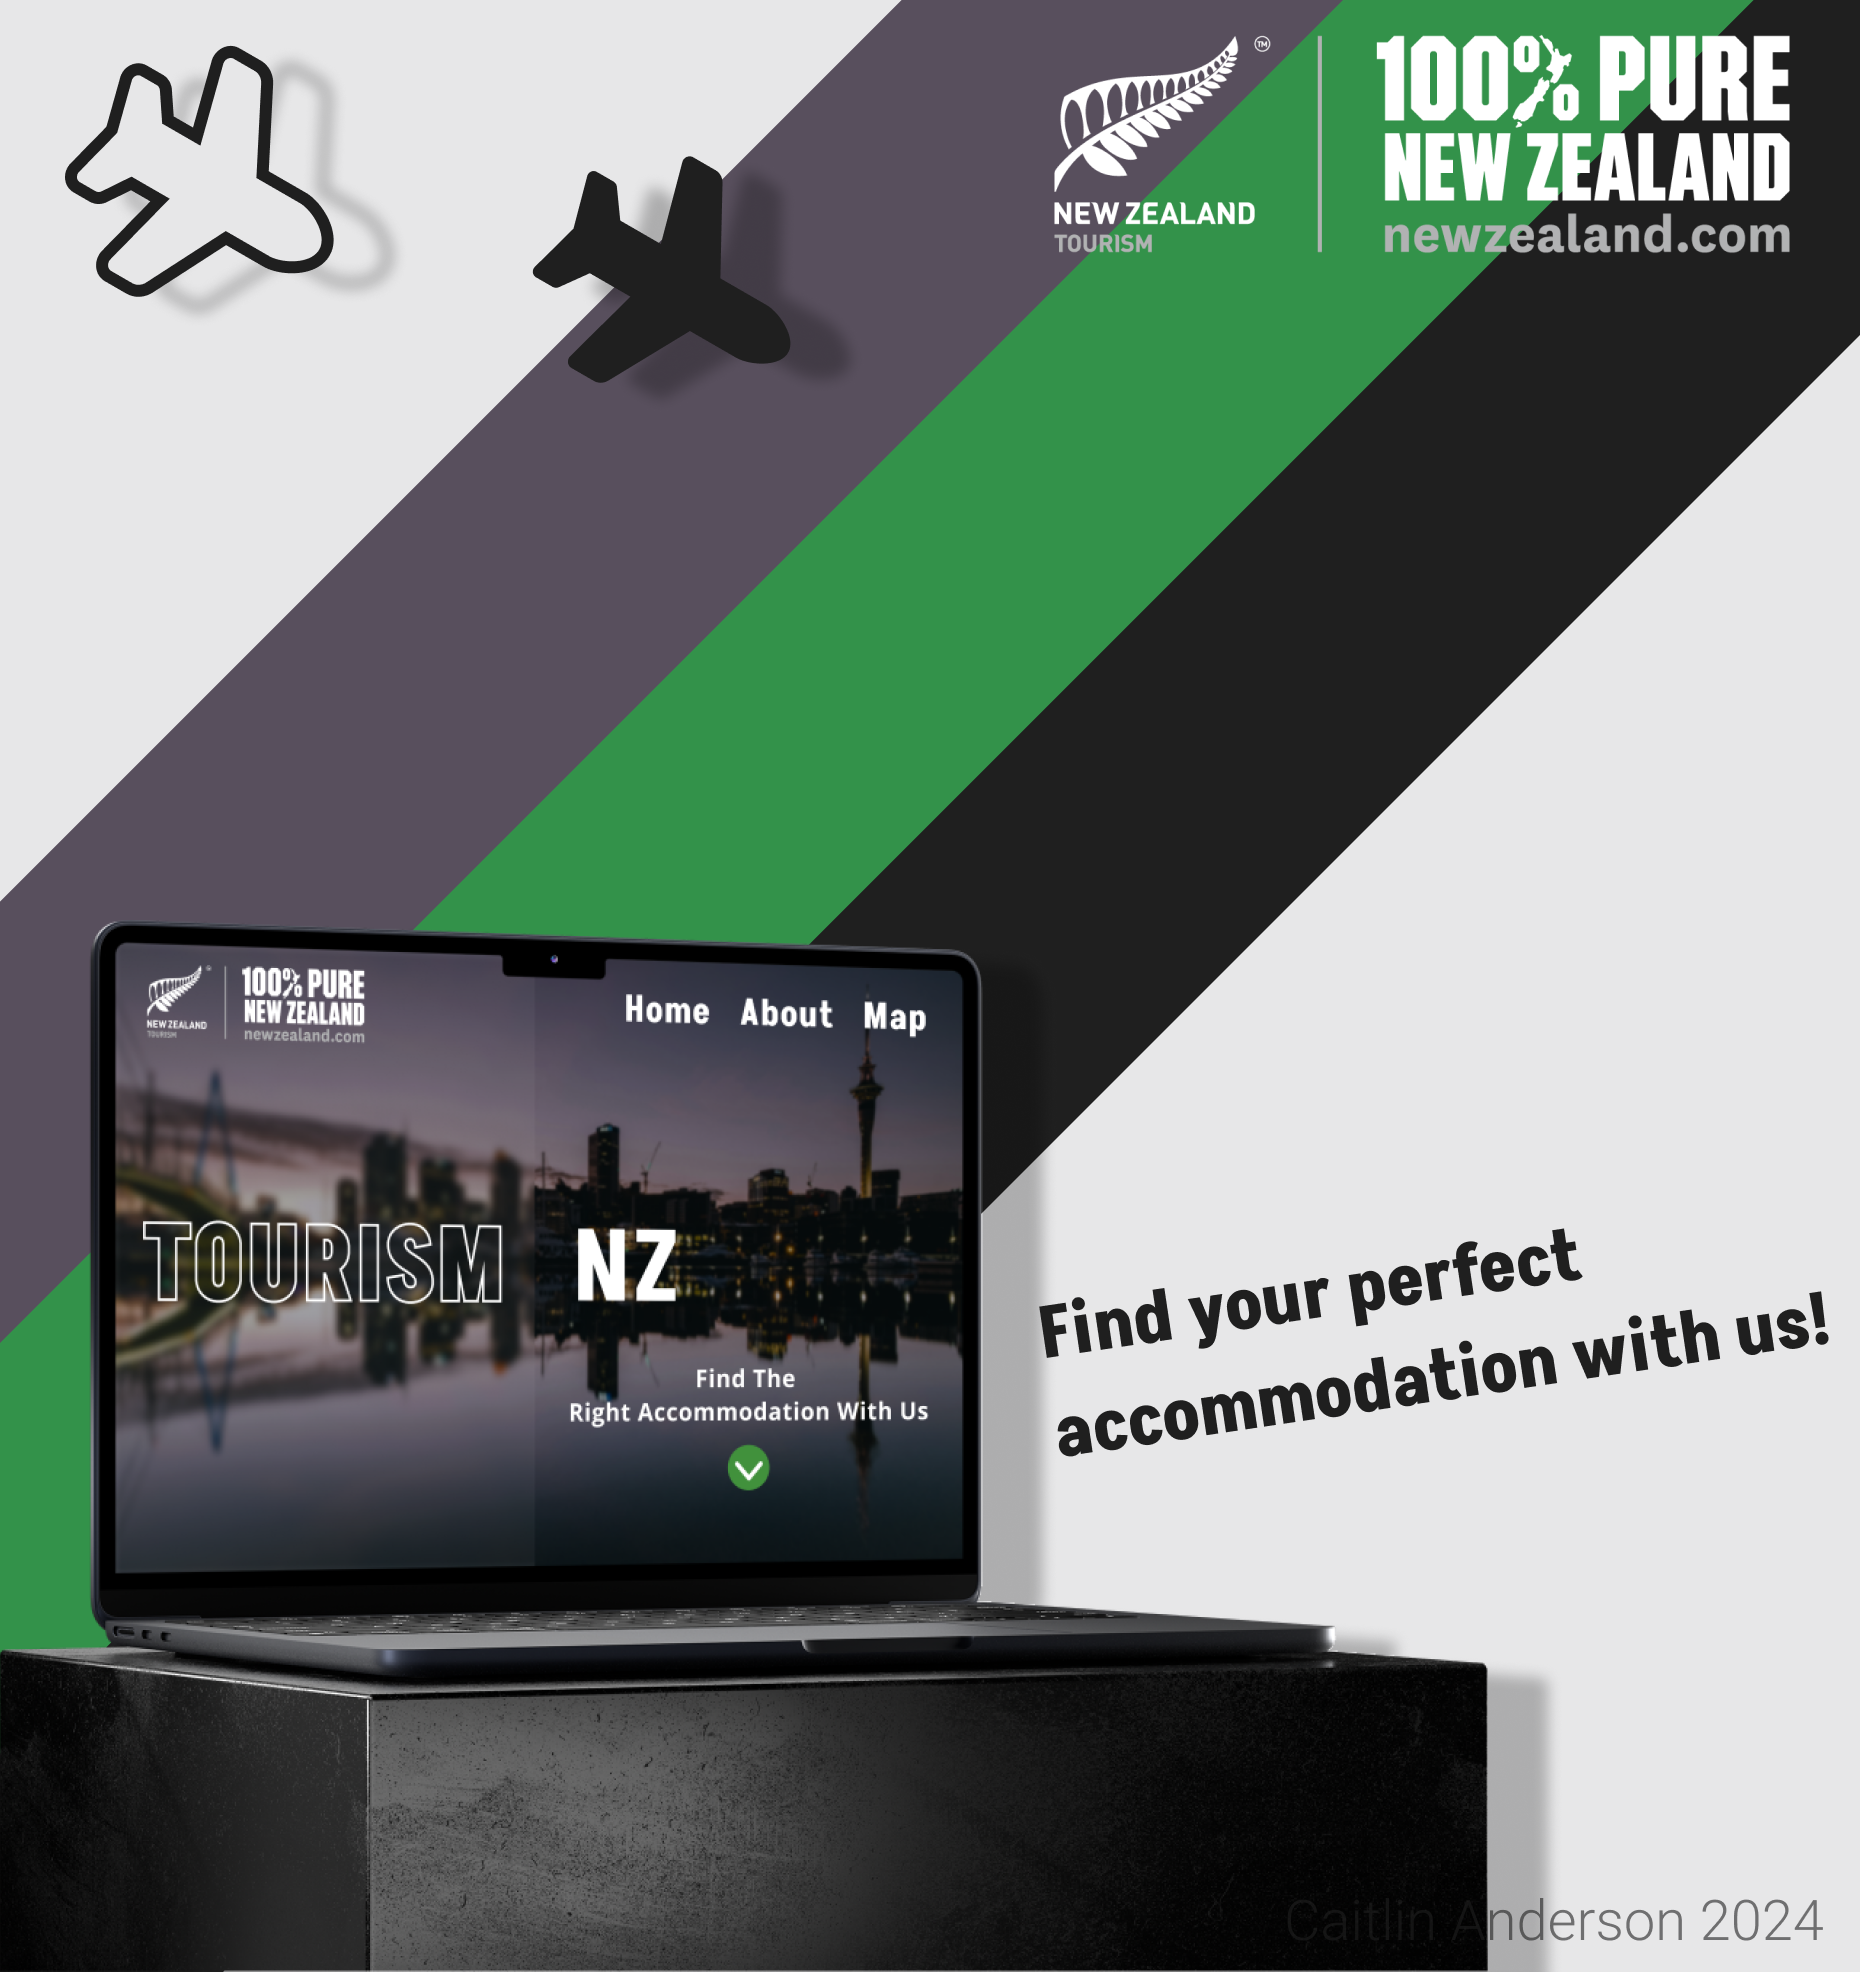 TM
NEW ZEALAND
TOURISM
100% PURE
NEW ZEALAND
newzealand.com
100% PURE
NEW ZEALAND
newzealand.com
NEW ZEALAND
TOURISM
Home About Map
TOURISM NZ
Find The
Right Accommodation With Us
Find your perfect
accommodation with us!
Caitlin Anderson 2024